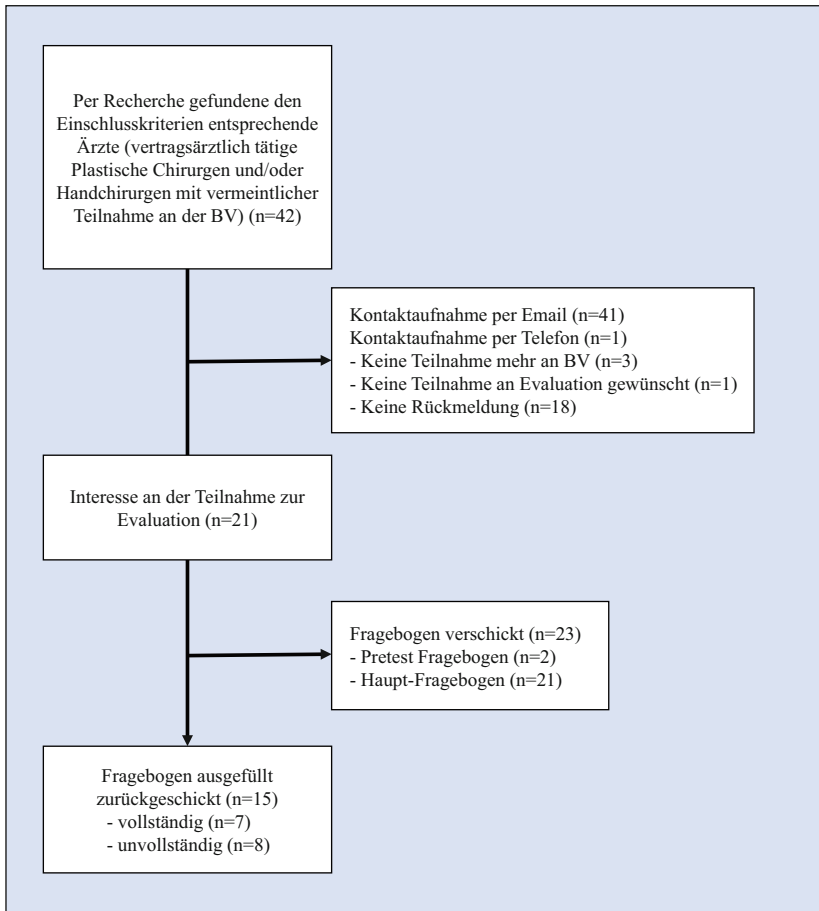 Per Recherche gefundene den
Einschlusskriterien entsprechende
Ärzte (vertragsärztlich tätige
Plastische Chirurgen und/oder
Handchirurgen mit vermeintlicher
Teilnahme an der BV) (n=42)
Kontaktaufnahme per Email (n=41)
Kontaktaufnahme per Telefon (n=1)
- Keine Teilnahme mehr an BV (n=3)
- Keine Teilnahme an Evaluation gewünscht (n=1)
- Keine Rückmeldung (n=18)
Interesse an der Teilnahme zur
Evaluation (n=21)
Fragebogen verschickt (n=23)
- Pretest Fragebogen (n=2)
- Haupt-Fragebogen (n=21)
Fragebogen ausgefüllt
zurückgeschickt (n=15)
- vollständig (n=7)
- unvollständig (n=8)